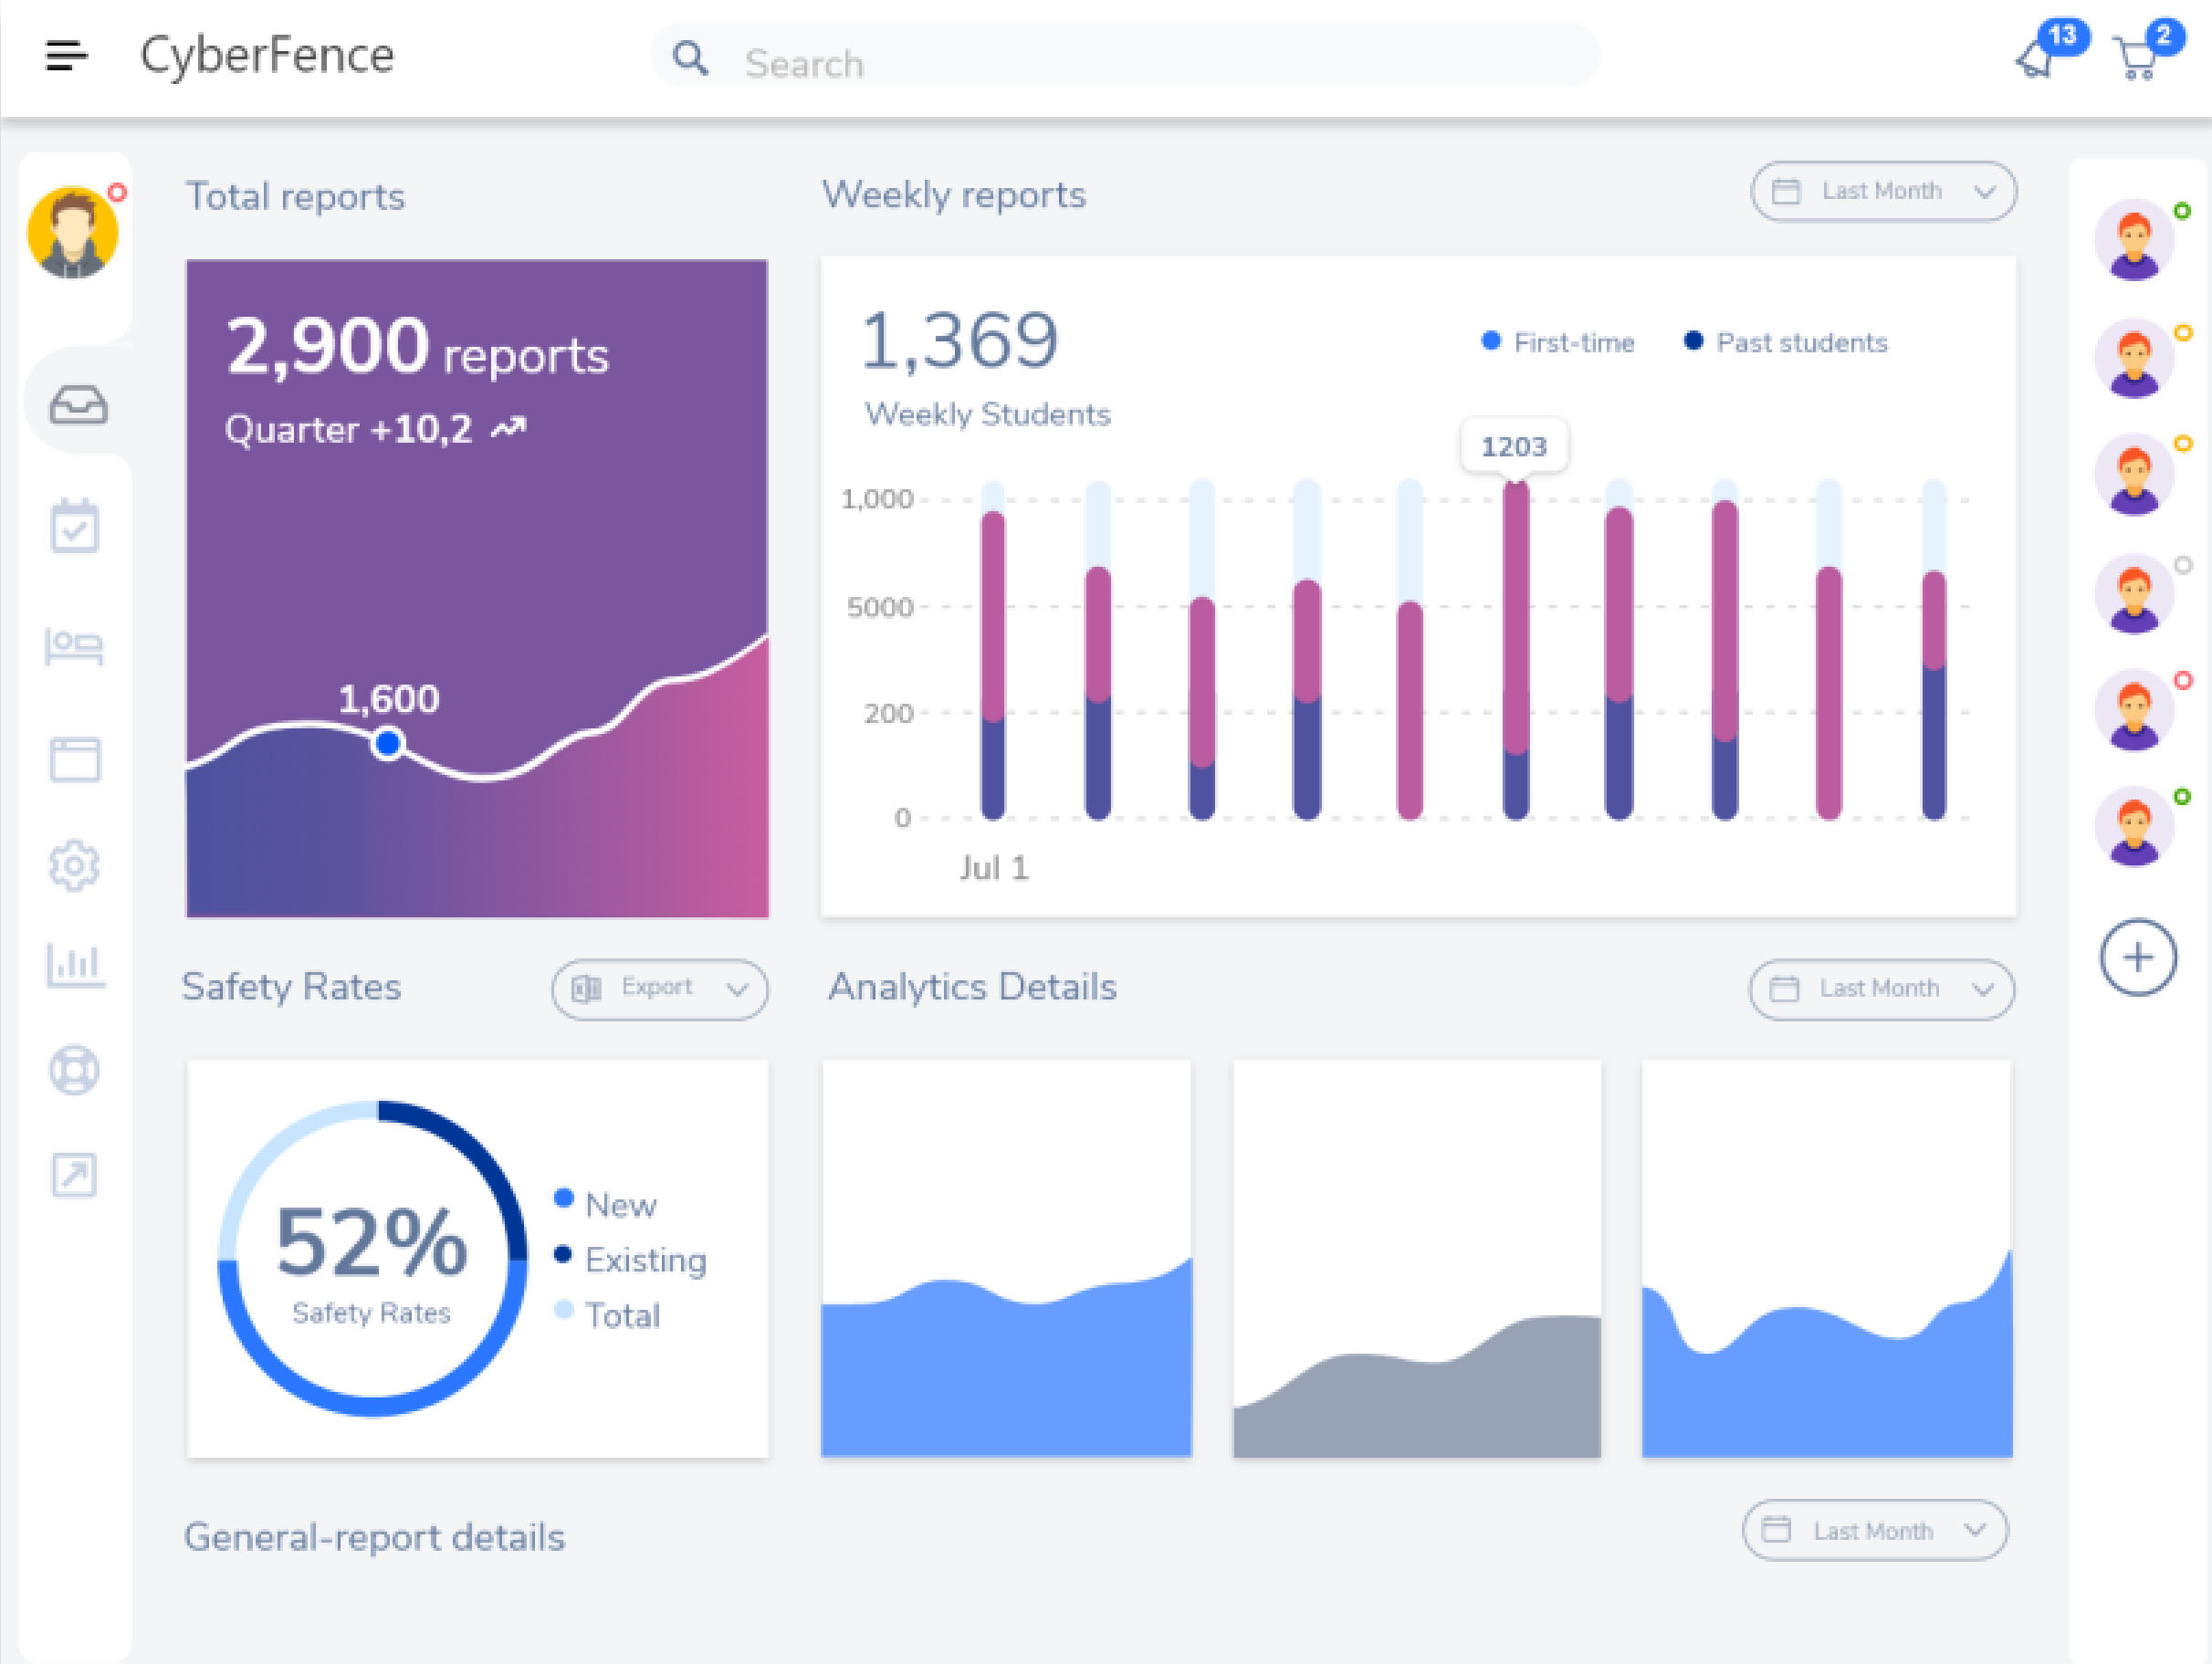 CyberFence
Search
13
2
Total reports
Weekly reports
Last Month
2,900 reports
Quarter +10,2
1,600
1,369
Weekly Students
First-time
Past students
1203
1,000
5000
200
0
Jul 1
Safety Rates
Export
Analytics Details
Last Month
52%
Safety Rates
New
Existing
Total
General-report details
Last Month